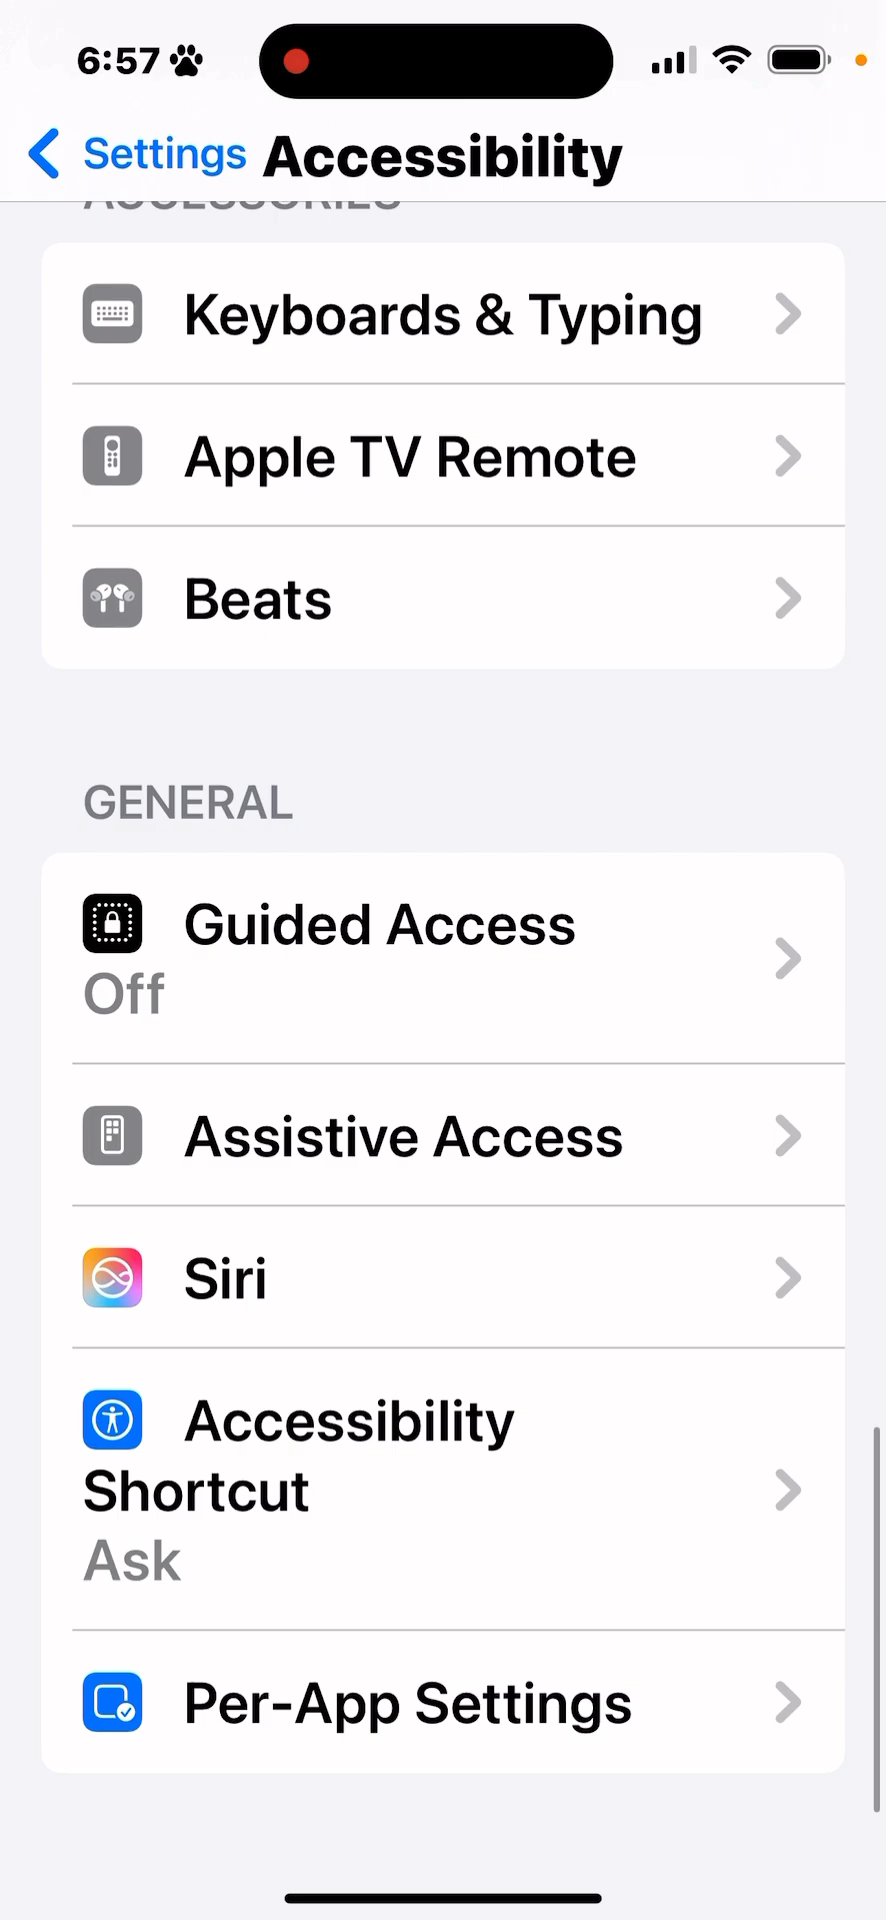 6:57
Settings Accessibility
ACCESSORIES
Keyboards & Typing
Apple TV Remote
Beats
GENERAL
Guided Access
Off
Assistive Access
Siri
Accessibility
Shortcut
Ask
Per-App Settings